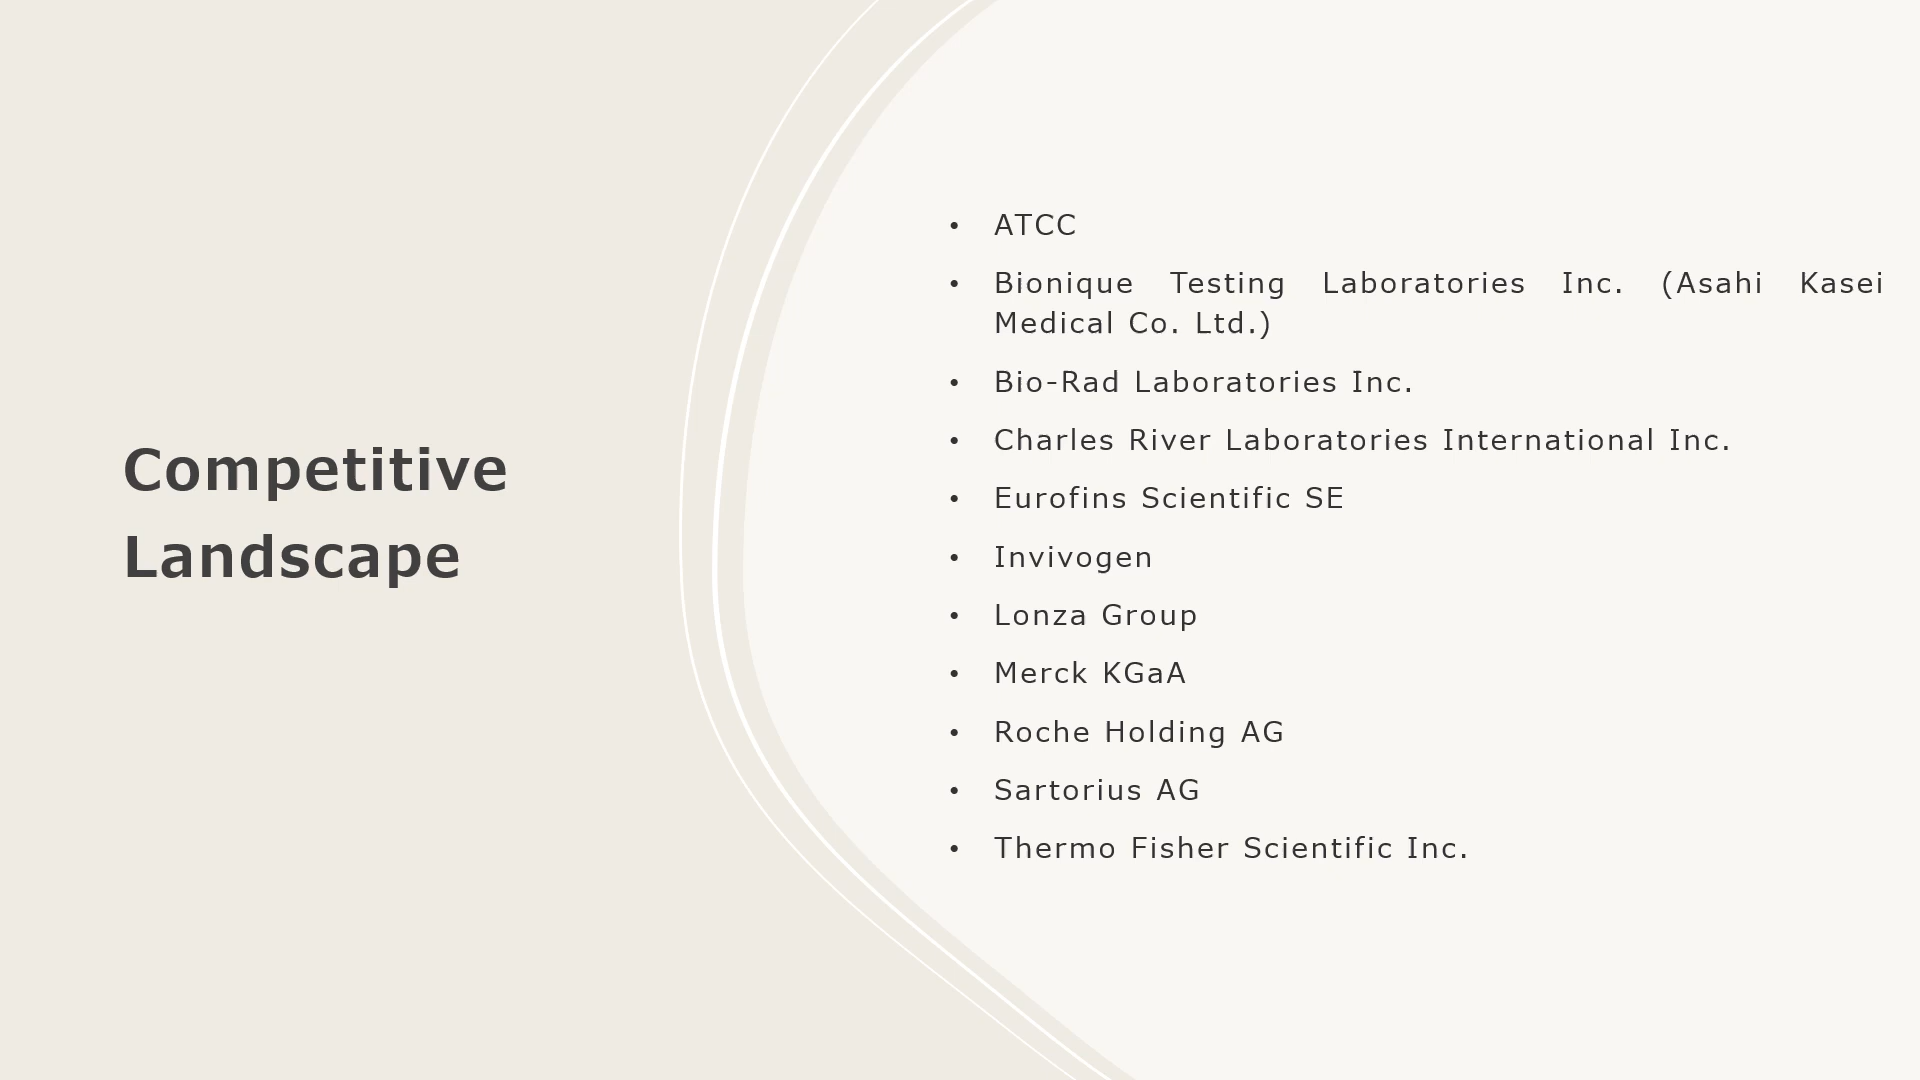 Competitive
Landscape
• ATCC
• Bionique Testing Laboratories Inc. (Asahi Kasei
Medical Co. Ltd.)
• Bio-Rad Laboratories Inc.
• Charles River Laboratories International Inc.
• Eurofins Scientific SE
• Invivogen
• Lonza Group
• Merck KGaA
• Roche Holding AG
• Sartorius AG
• Thermo Fisher Scientific Inc.